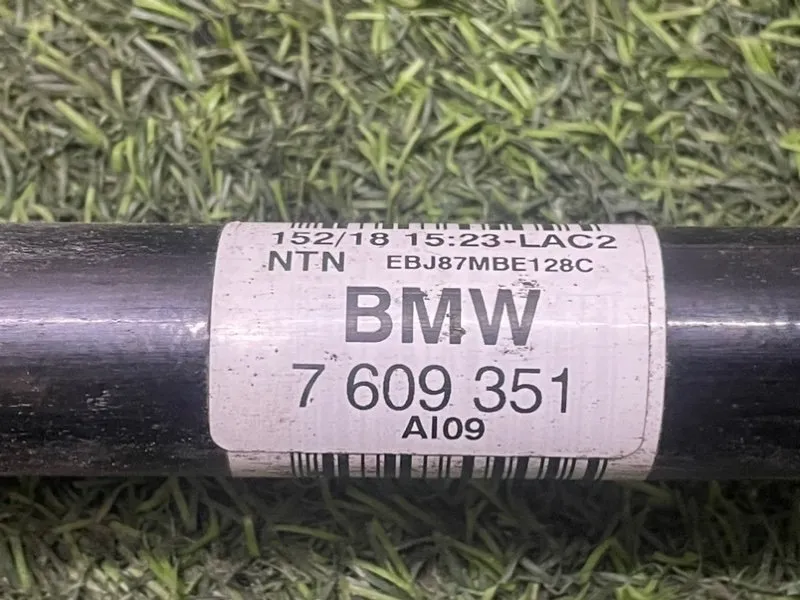 152/18 15:23-LAC2
NTN EBJ87MBE128C
BMW
7 609 351
AI09